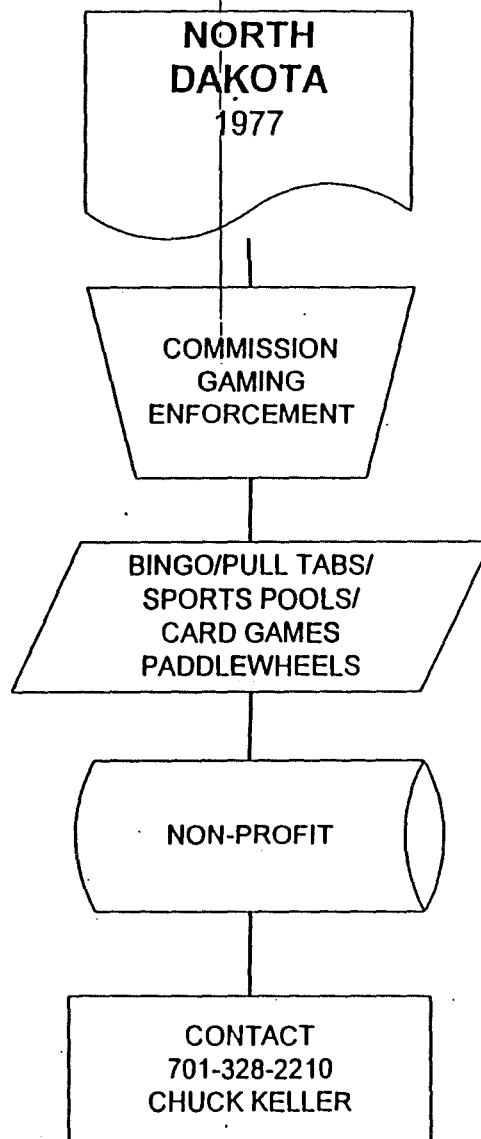 NORTH
DAKOTA
1977
COMMISSION
GAMING
ENFORCEMENT
BINGO/PULL TABS/
SPORTS POOLS/
CARD GAMES
PADDLEWHEELS
NON-PROFIT
CONTACT
701-328-2210
CHUCK KELLER